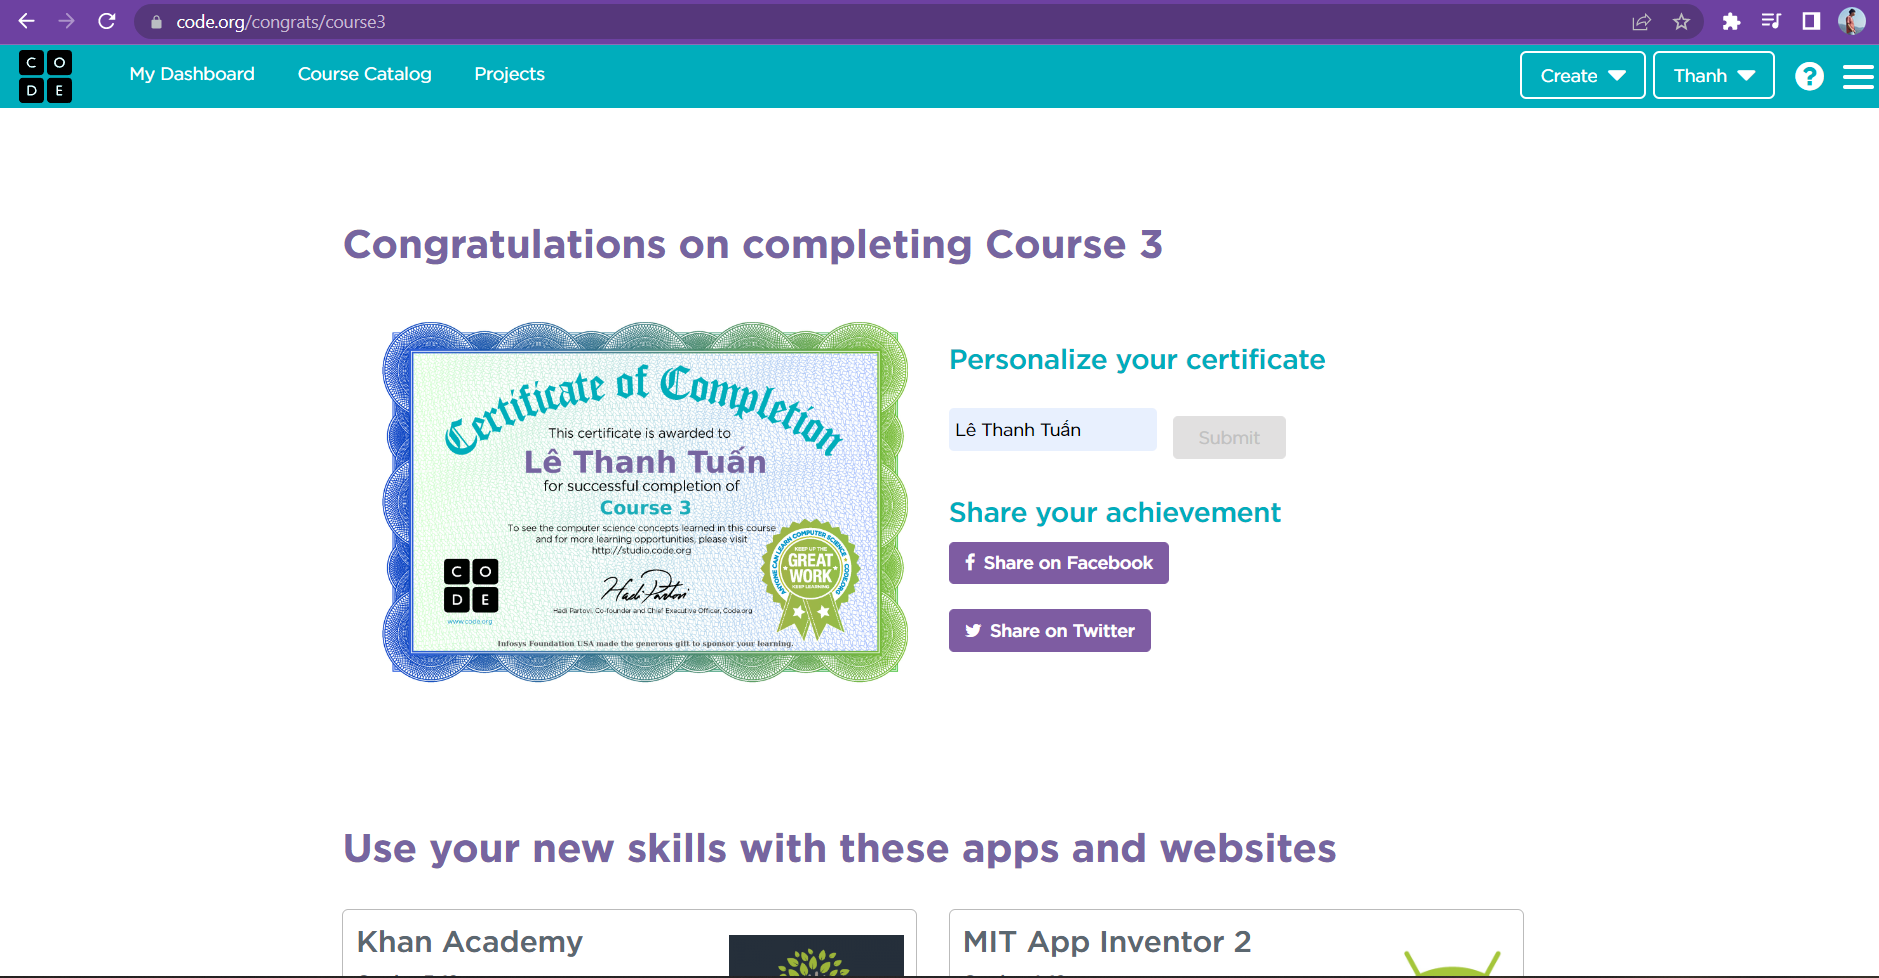 code.org/congrats/course3
C O
D E
My Dashboard
Course Catalog
Projects
Create
Thanh
?
Congratulations on completing Course 3
Certificate of Completion
This certificate is awarded to
Lê Thanh Tuấn
for successful completion of
Course 3
To see the computer science concepts learned in this course
and for more learning opportunities, please visit
http://studio.code.org
C O
D E
www.code.org
Hadi Partovi
Hadi Partovi, Co-founder and Chief Executive Officer, Code.org
ANYONE CAN LEARN COMPUTER SCIENCE
CODE.ORG
KEEP UP THE
GREAT
WORK
KEEP LEARNING
Infosys Foundation USA made the generous gift to sponsor your learning.
Personalize your certificate
Lê Thanh Tuấn
Submit
Share your achievement
Share on Facebook
Share on Twitter
Use your new skills with these apps and websites
Khan Academy
MIT App Inventor 2